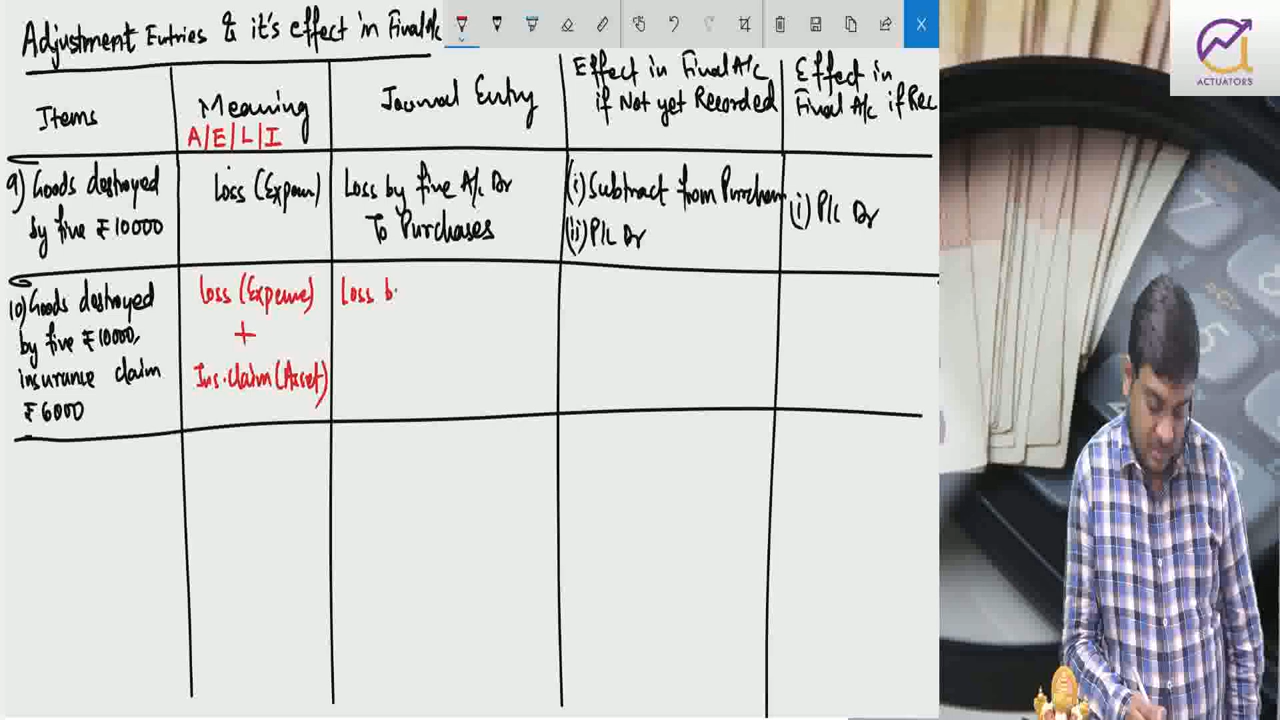 Adjustment Entries & it's effect in Final A/c
Items
Meaning
A/E/L/I
Journal Entry
Effect in Final A/c
if Not yet Recorded
Effect in
Final A/c if Rec
9) Goods destroyed
by fire ₹ 10000
Loss (Expense)
Loss by fire A/c Dr
To Purchases
(i) Subtract from Purchases
(ii) P/L Dr
(i) P/L Dr
10) Goods destroyed
by fire ₹ 10000,
insurance claim
₹ 6000
Loss (Expense)
+
Ins. claim (Asset)
Loss b
ACTUATORS